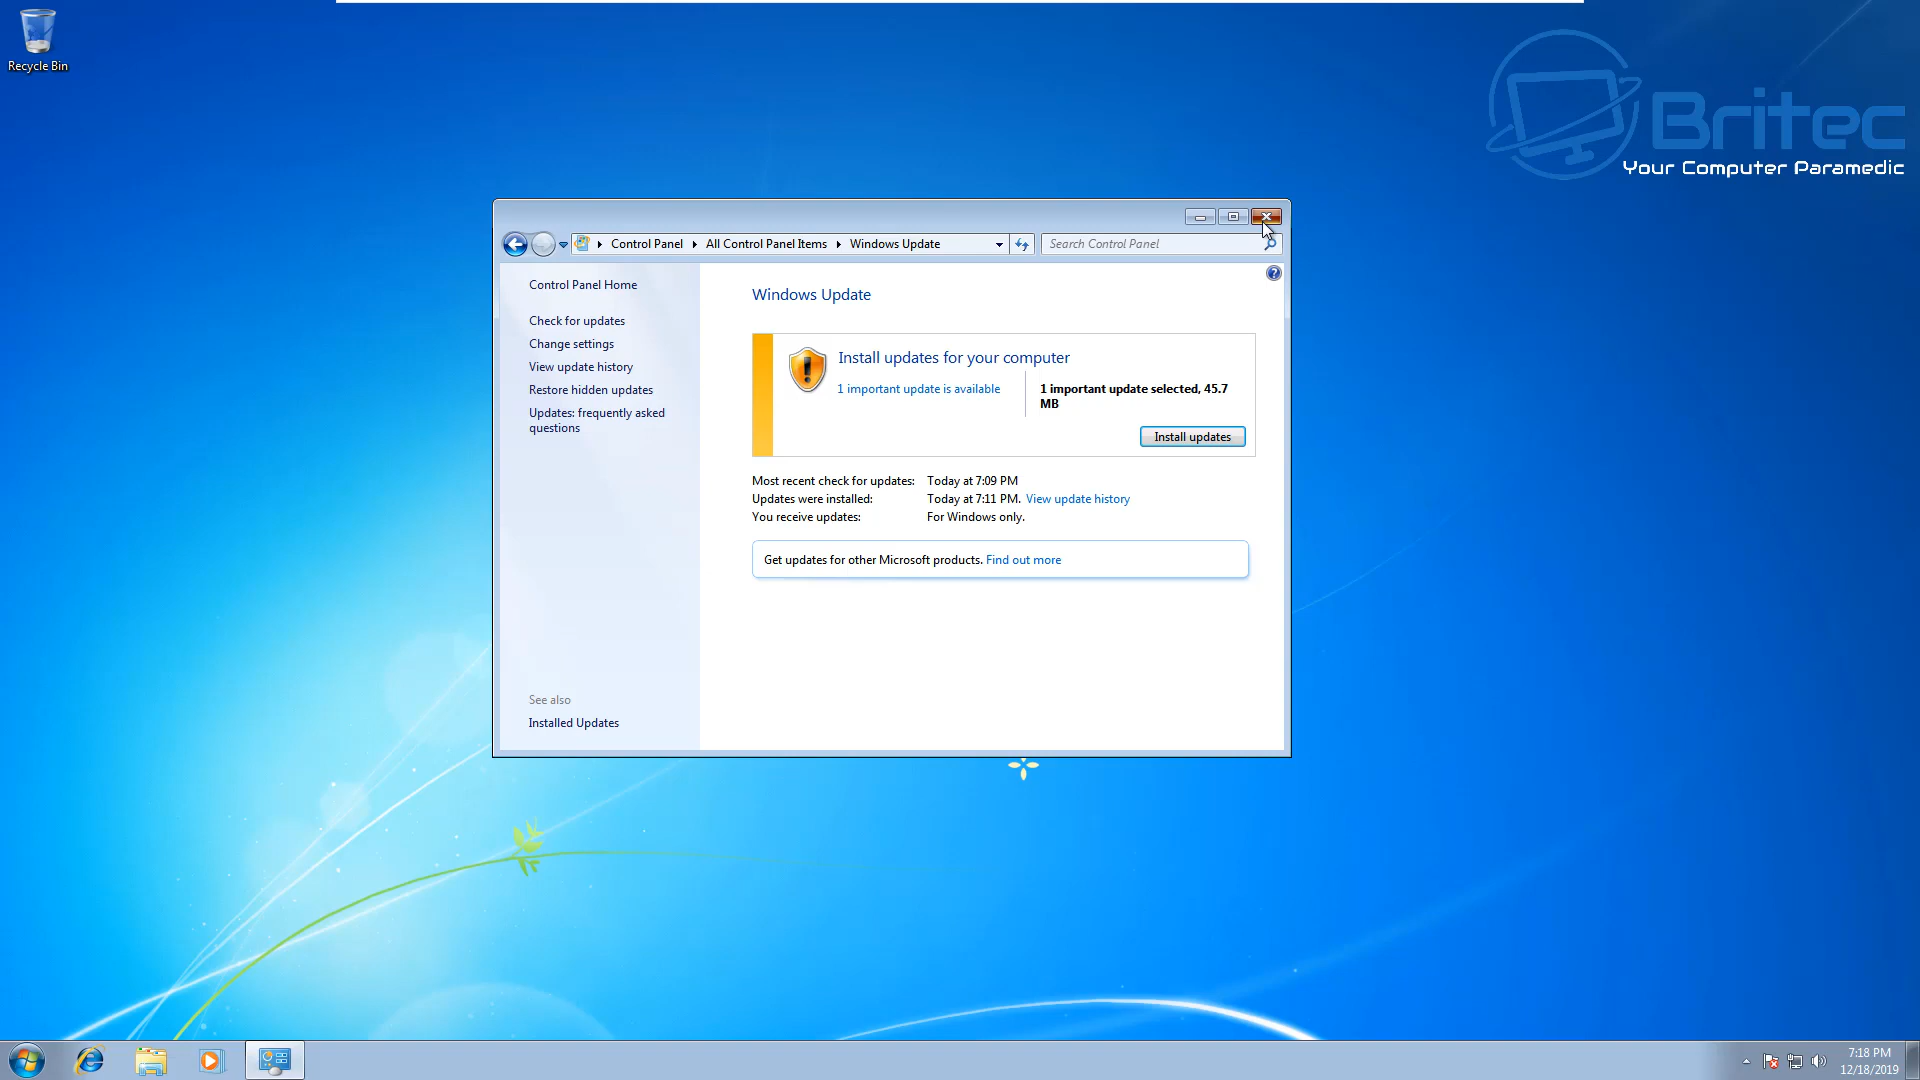 Recycle Bin
Britec
Your Computer Paramedic
Control Panel
All Control Panel Items
Windows Update
Search Control Panel
Control Panel Home
Check for updates
Change settings
View update history
Restore hidden updates
Updates: frequently asked
questions
See also
Installed Updates
Windows Update
Install updates for your computer
1 important update is available
1 important update selected, 45.7
MB
Install updates
Most recent check for updates: Today at 7:09 PM
Updates were installed: Today at 7:11 PM. View update history
You receive updates: For Windows only.
Get updates for other Microsoft products. Find out more
7:18 PM
12/18/2019